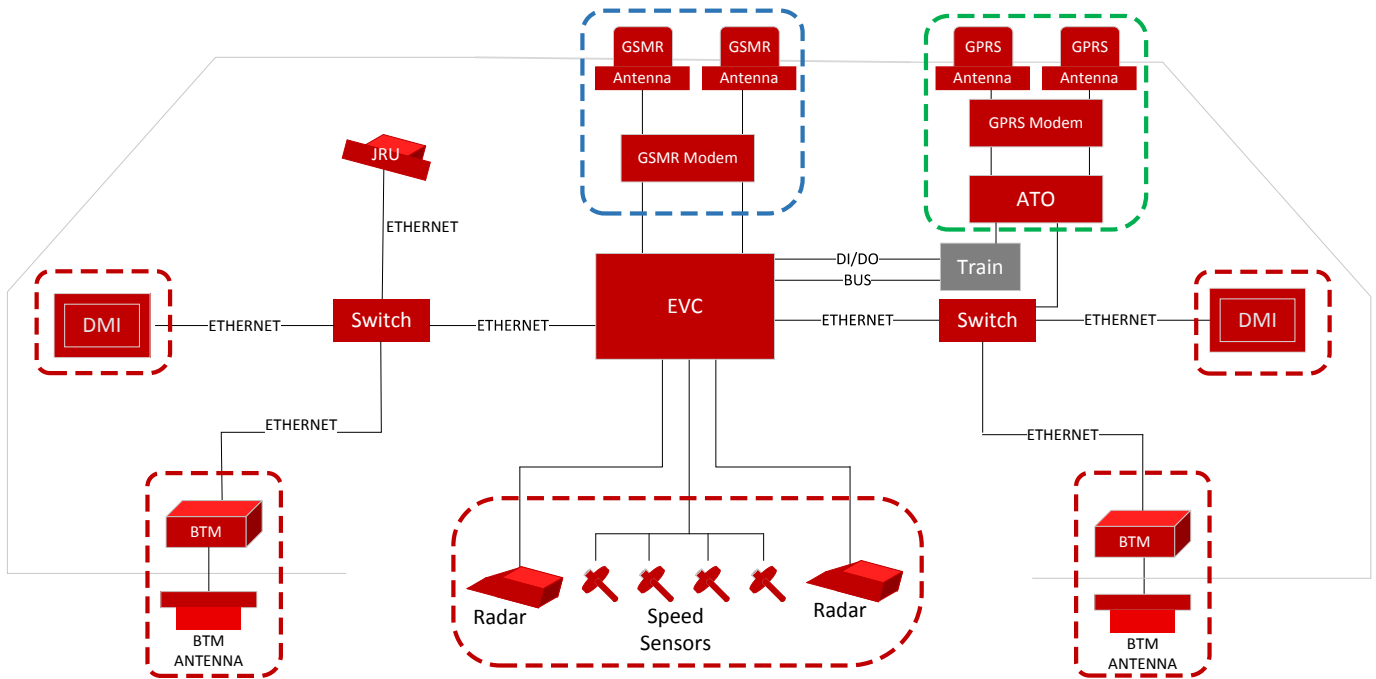 GSMR
GSMR
Antenna
Antenna
GSMR Modem
GPRS
GPRS
Antenna
Antenna
GPRS Modem
ATO
JRU
ETHERNET
DI/DO
BUS
Train
EVC
DMI
ETHERNET
Switch
ETHERNET
ETHERNET
Switch
ETHERNET
DMI
ETHERNET
ETHERNET
BTM
BTM
ANTENNA
Radar
Speed
Sensors
Radar
BTM
BTM
ANTENNA